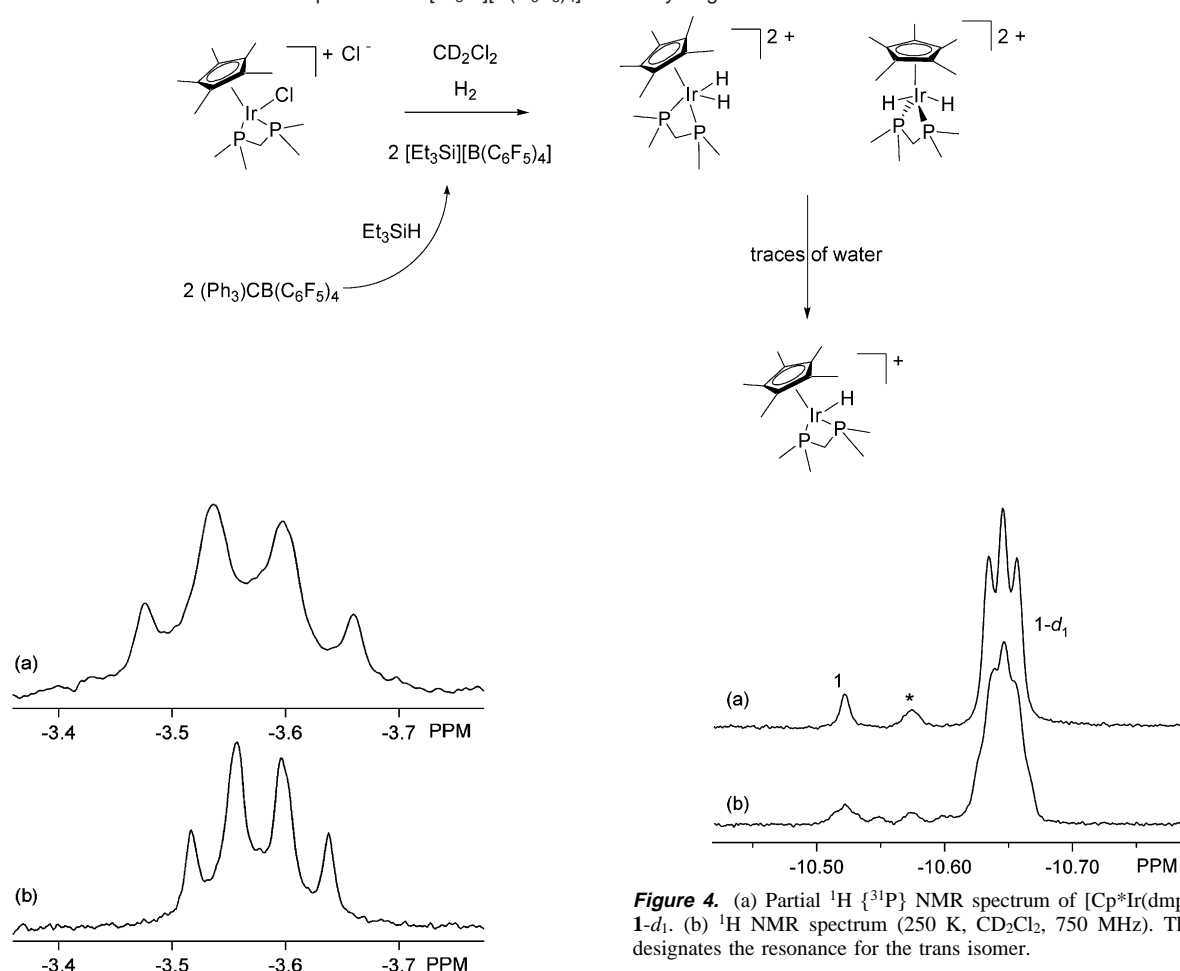 + Cl -
Cl
Ir
P P
CD2Cl2
H2
2 [Et3Si][B(C6F5)4]
Et3SiH
2 (Ph3)CB(C6F5)4
2 +
Ir H
H
P P
2 +
H Ir H
P P
traces of water
+
H
Ir
P P
(a)
-3.4 -3.5 -3.6 -3.7 PPM
(b)
-3.4 -3.5 -3.6 -3.7 PPM
1-d1
1 *
(a)
(b)
-10.50 -10.60 -10.70 PPM
Figure 4. (a) Partial 1H {31P} NMR spectrum of [Cp*Ir(dmp
1-d1. (b) 1H NMR spectrum (250 K, CD2Cl2, 750 MHz). Th
designates the resonance for the trans isomer.